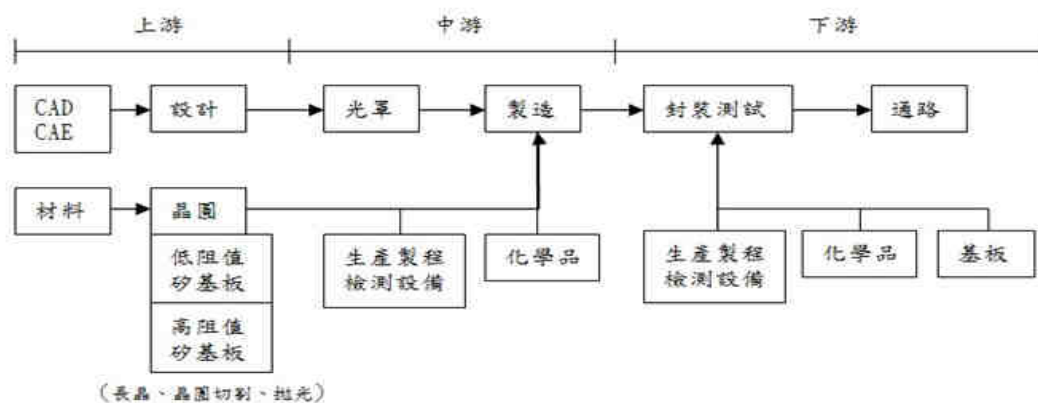 上游 中游 下游
CAD
CAE
設計
光罩
製造
封裝測試
通路
材料
晶圓
低阻值
矽基板
高阻值
矽基板
生產製程
檢測設備
化學品
生產製程
檢測設備
化學品
基板
（長晶、晶圓切割、拋光）